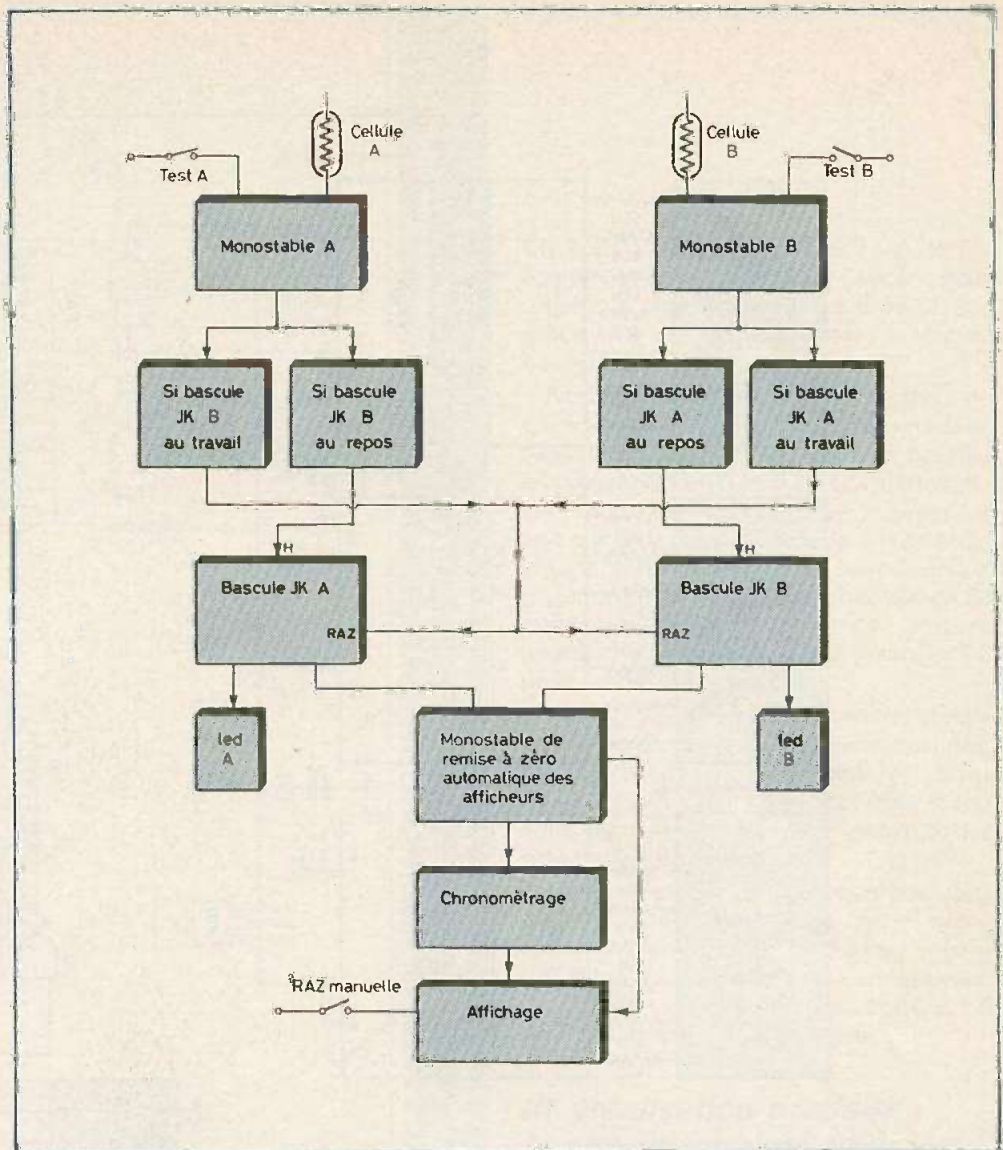 Cellule
A
Test A
Cellule
B
Test B
Monostable A
Monostable B
Si bascule
JK B
au travail
Si bascule
JK B
au repos
Si bascule
JK A
au repos
Si bascule
JK A
au travail
H
H
Bascule JK A
RAZ
Bascule JK B
RAZ
led
A
Monostable de
remise à zéro
automatique des
afficheurs
led
B
Chronomètrage
RAZ manuelle
Affichage